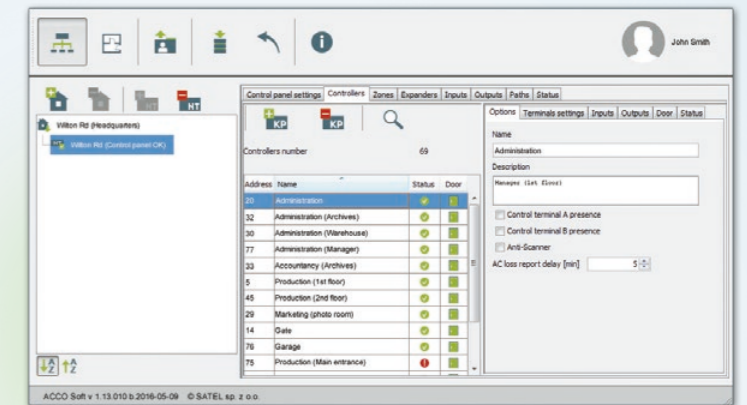 John Smith
HT
HT
Wilton Rd (Headquarters)
Wilton Rd (Control panel OK)
Control panel settings Controllers Zones Expanders Inputs Outputs Paths Status
KP KP
Controllers number 69
Address Name Status Door
20 Administration
32 Administration (Archives)
30 Administration (Warehouse)
77 Administration (Manager)
33 Accountancy (Archives)
5 Production (1st floor)
45 Production (2nd floor)
29 Marketing (photo room)
14 Gate
76 Garage
75 Production (Main entrance)
Options Terminals settings Inputs Outputs Door Status
Name
Administration
Description
Manager (1st floor)
Control terminal A presence
Control terminal B presence
Anti-Scanner
AC loss report delay [min] 5
A
Z
A
Z
ACCO Soft v 1.13.010 b.2016-05-09 © SATEL sp. z o.o.